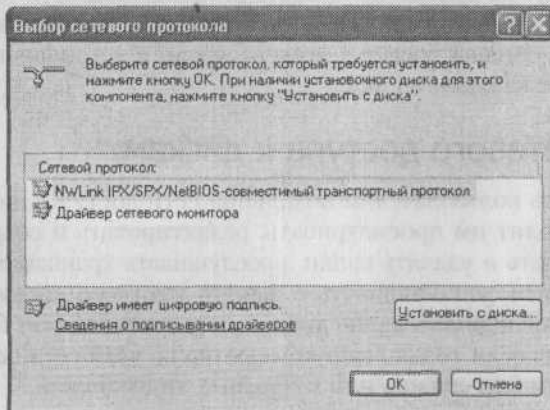 Выбор сетевого протокола
Выберите сетевой протокол, который требуется установить, и
нажмите кнопку ОК. При наличии установочного диска для этого
компонента, нажмите кнопку "Установить с диска".
Сетевой протокол:
NWLink IPX/SPX/NetBIOS-совместимый транспортный протокол
Драйвер сетевого монитора
Драйвер имеет цифровую подпись.
Сведения о подписывании драйверов
Установить с диска...
ОК
Отмена